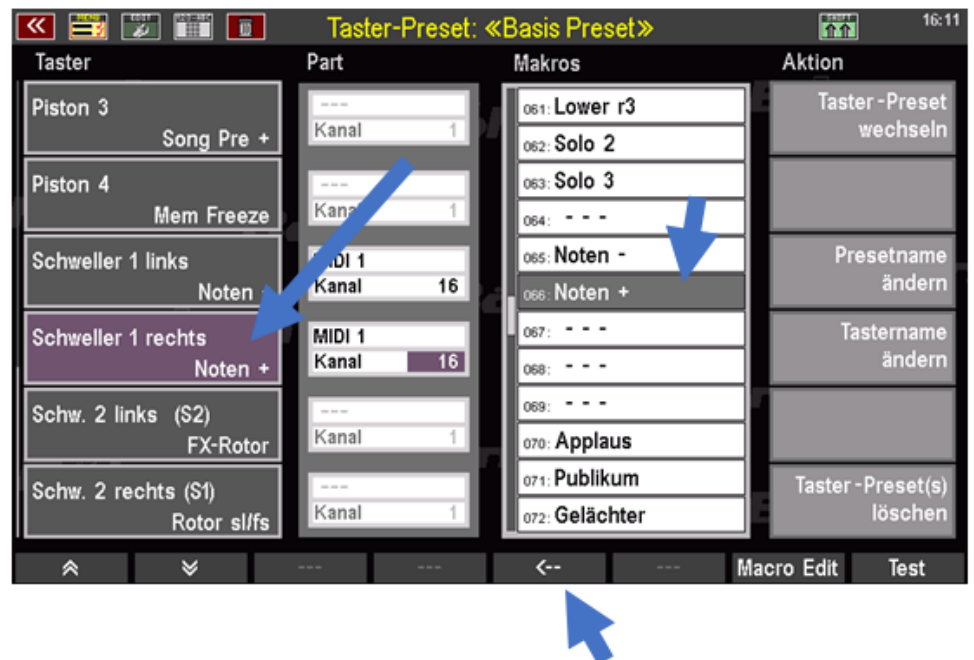 MENU
EDIT
SHIFT
Taster-Preset: «Basis Preset»
16:11
Taster
Part
Makros
Aktion
Piston 3
Song Pre +
Piston 4
Mem Freeze
Schweller 1 links
Noten
Schweller 1 rechts
Noten +
Schw. 2 links (S2)
FX-Rotor
Schw. 2 rechts (S1)
Rotor sl/fs
---
Kanal 1
---
Kanal 1
Kanal 16
MIDI 1
Kanal 16
---
Kanal 1
---
Kanal 1
061: Lower r3
062: Solo 2
063: Solo 3
064: - - -
065: Noten -
066: Noten +
067: - - -
068: - - -
069: - - -
070: Applaus
071: Publikum
072: Gelächter
Taster-Preset
wechseln
Presetname
ändern
Tastername
ändern
Taster-Preset(s)
löschen
--- --- <-- --- Macro Edit Test